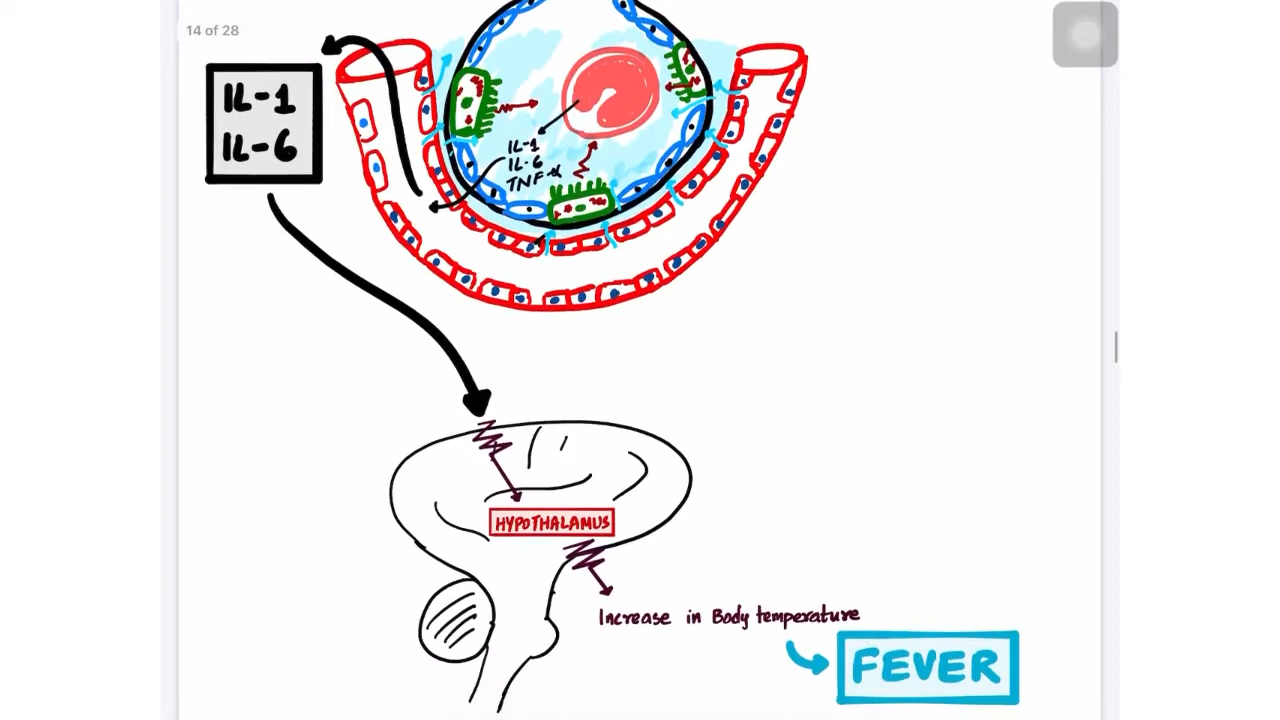 14 of 28
IL-1
IL-6
IL-1
IL-6
TNF-α
HYPOTHALAMUS
Increase in Body temperature
FEVER